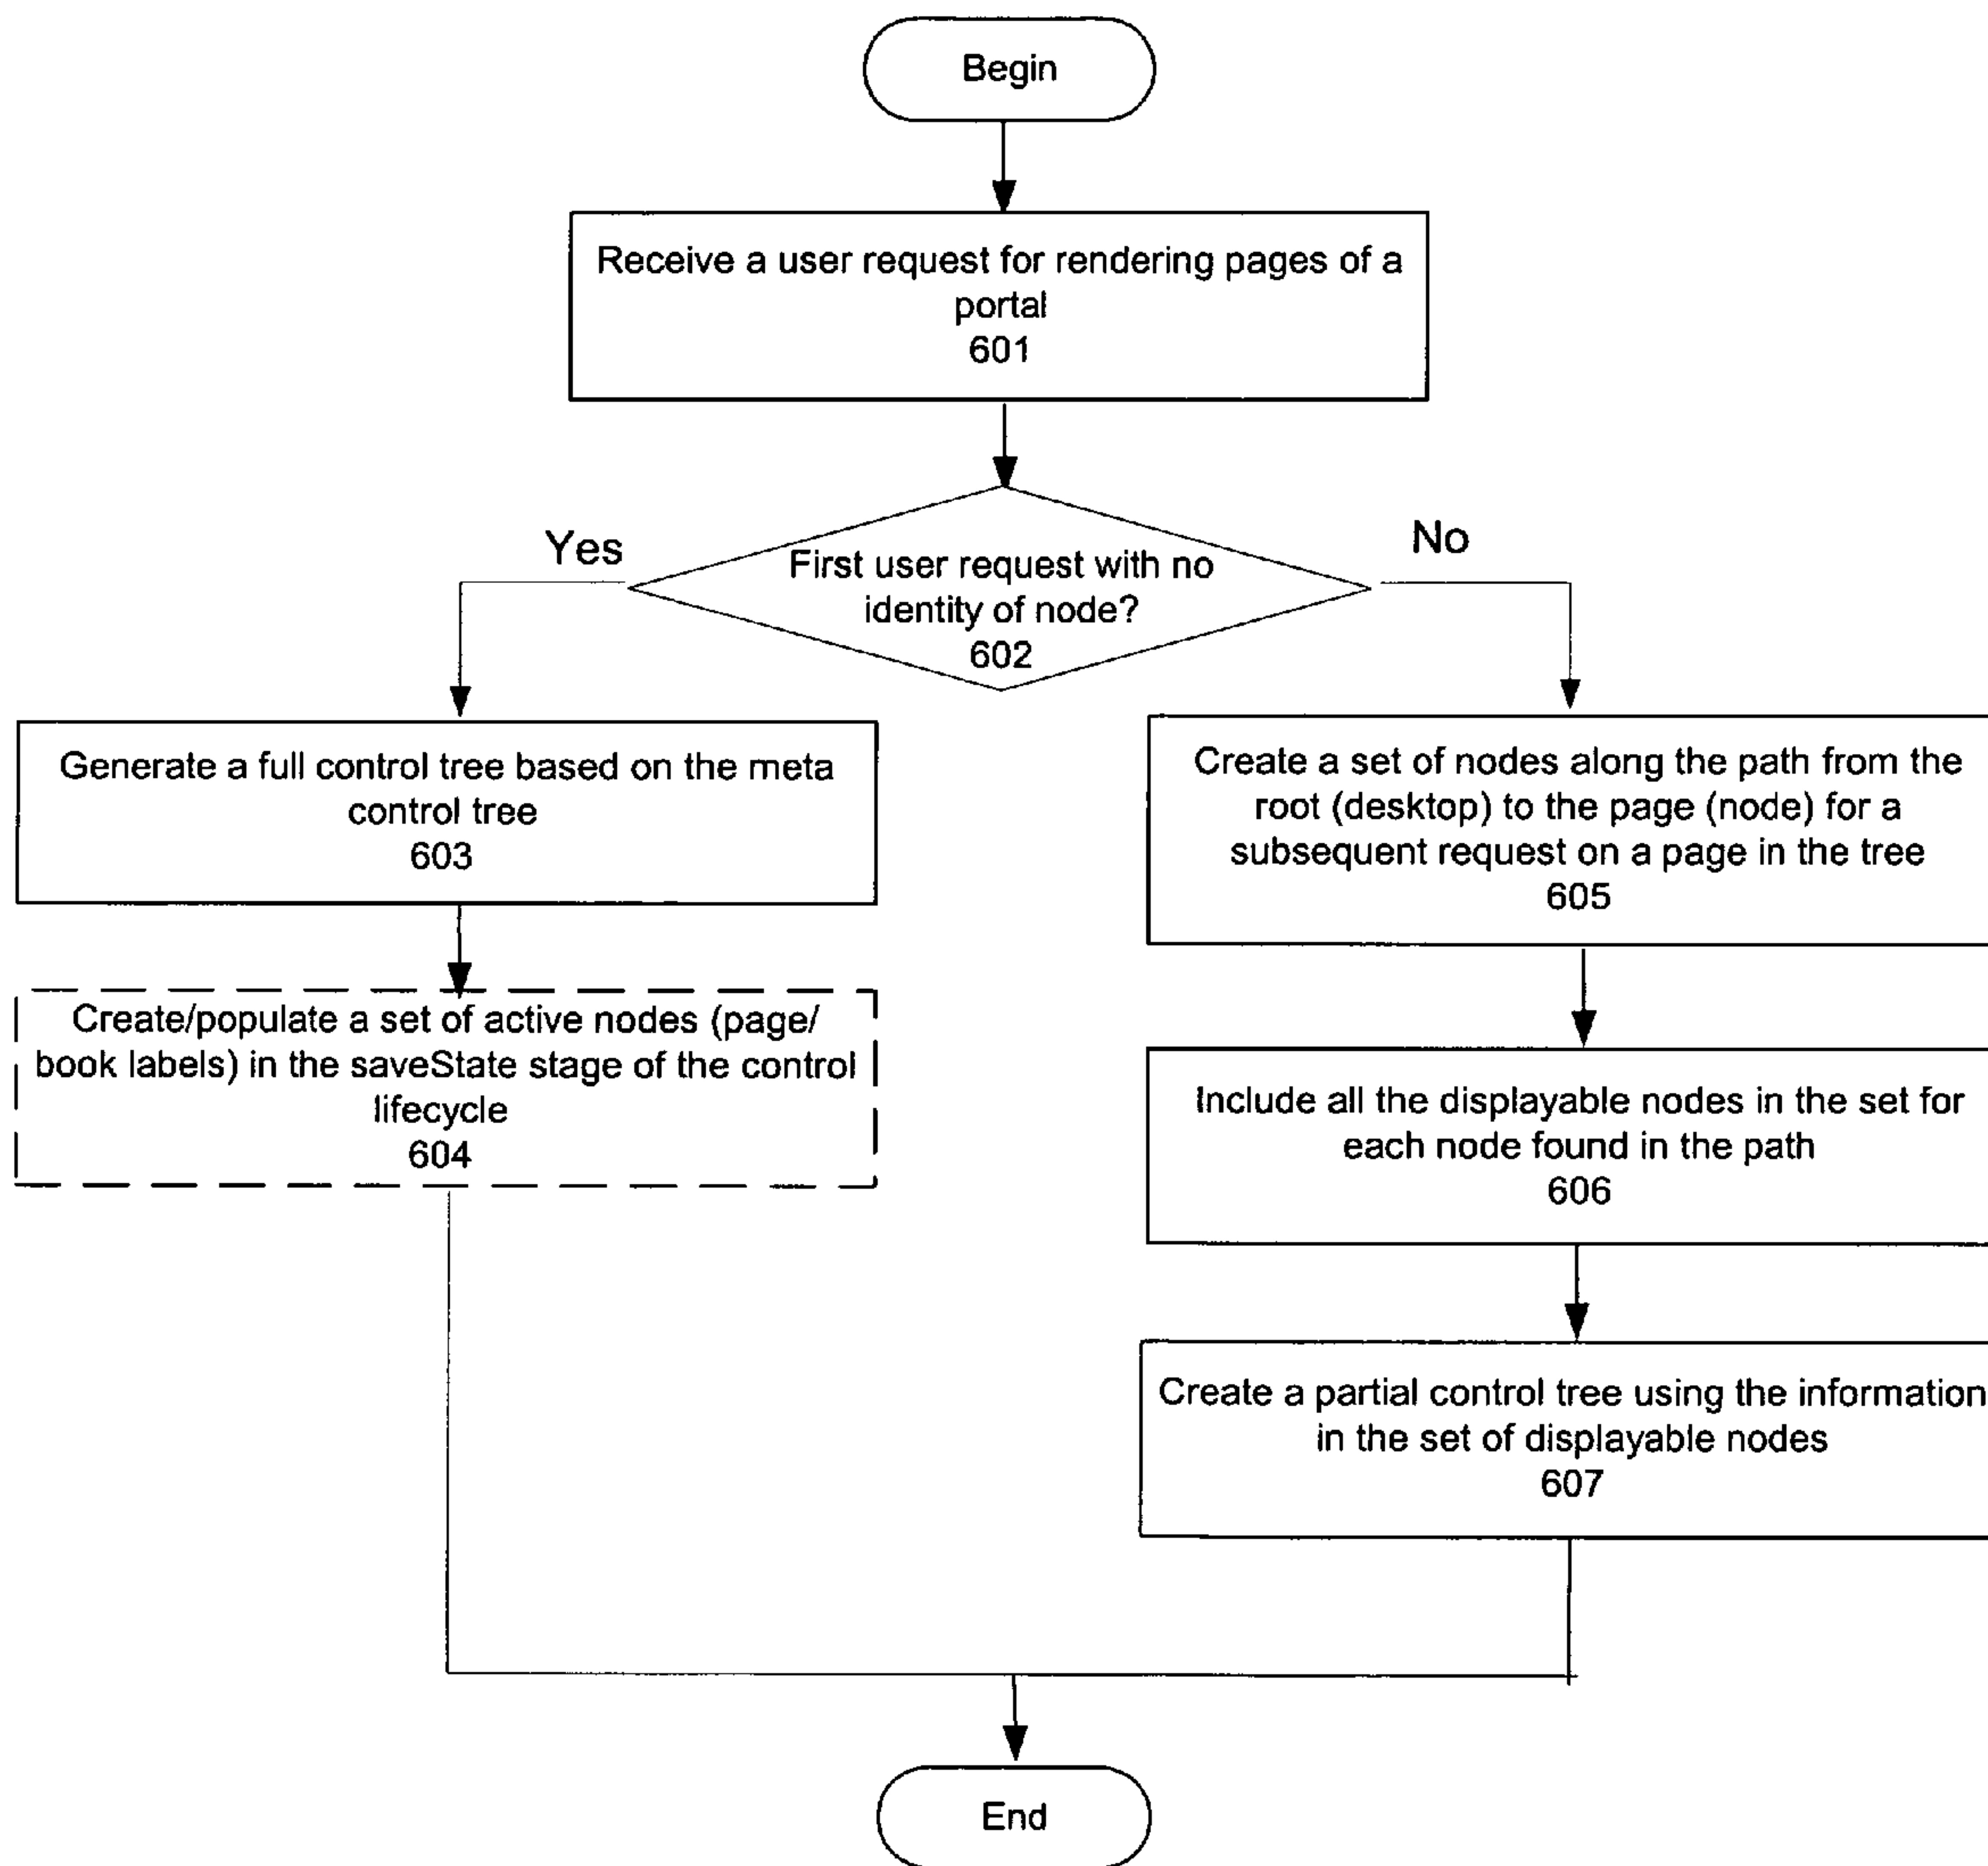 Begin
Receive a user request for rendering pages of a
portal
601
Yes
No
First user request with no
identity of node?
602
Generate a full control tree based on the meta
control tree
603
Create a set of nodes along the path from the
root (desktop) to the page (node) for a
subsequent request on a page in the tree
605
Create/populate a set of active nodes (page/
book labels) in the saveState stage of the control
lifecycle
604
Include all the displayable nodes in the set for
each node found in the path
606
Create a partial control tree using the information
in the set of displayable nodes
607
End